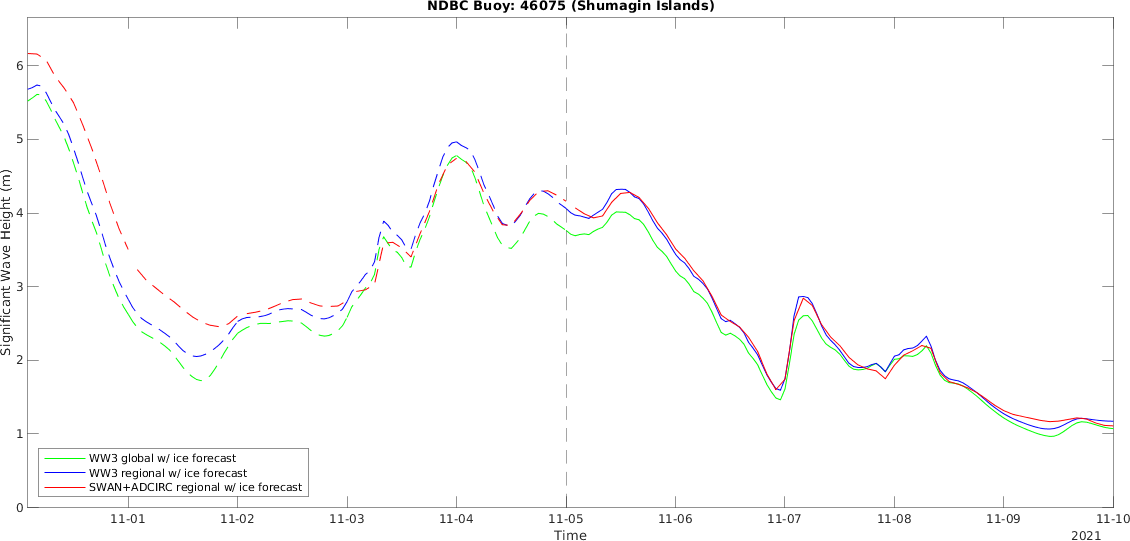 NDBC Buoy: 46075 (Shumagin Islands)
Significant Wave Height (m)
6
5
4
3
2
1
0
WW3 global w/ ice forecast
WW3 regional w/ ice forecast
SWAN+ADCIRC regional w/ ice forecast
11-01 11-02 11-03 11-04 11-05 11-06 11-07 11-08 11-09 11-10
Time
2021